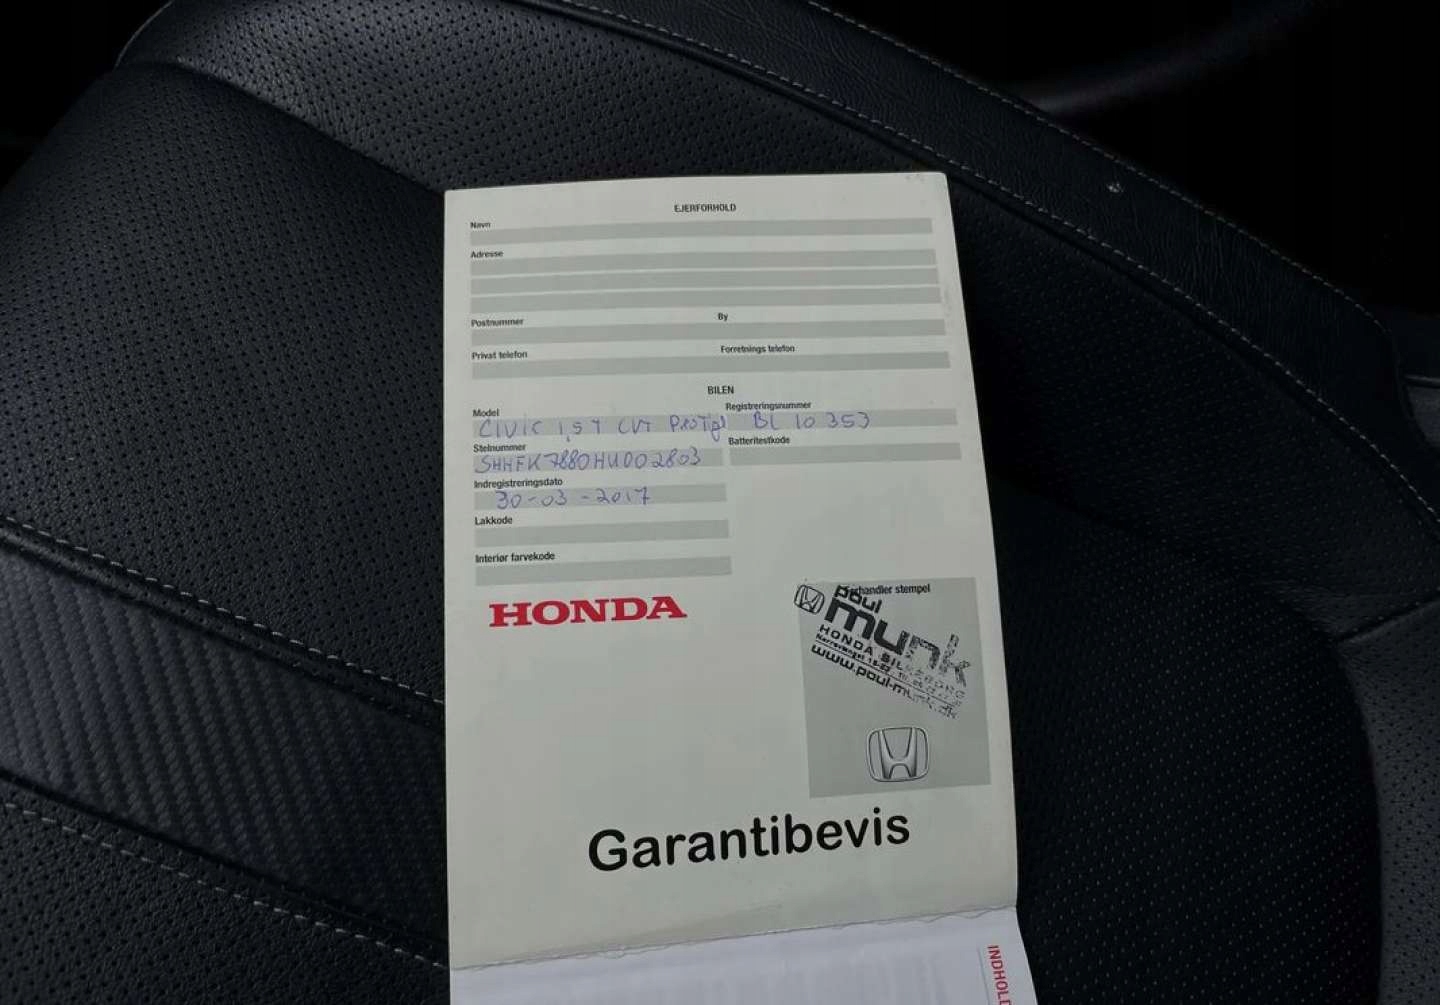 EJERFORHOLD
Navn
Adresse
Postnummer By
Privat telefon Forretnings telefon
BILEN
Model Registreringsnummer
CIVIC 1,5 T CVT BL 10 353
Stelnummer Batteritestkode
SHHFK7880HU002803
Indregistreringsdato
30-03-2017
Lakkode
Interiør farvekode
HONDA
Forhandler stempel
poul
munk
HONDA
www.poul-munk.dk
Garantibevis